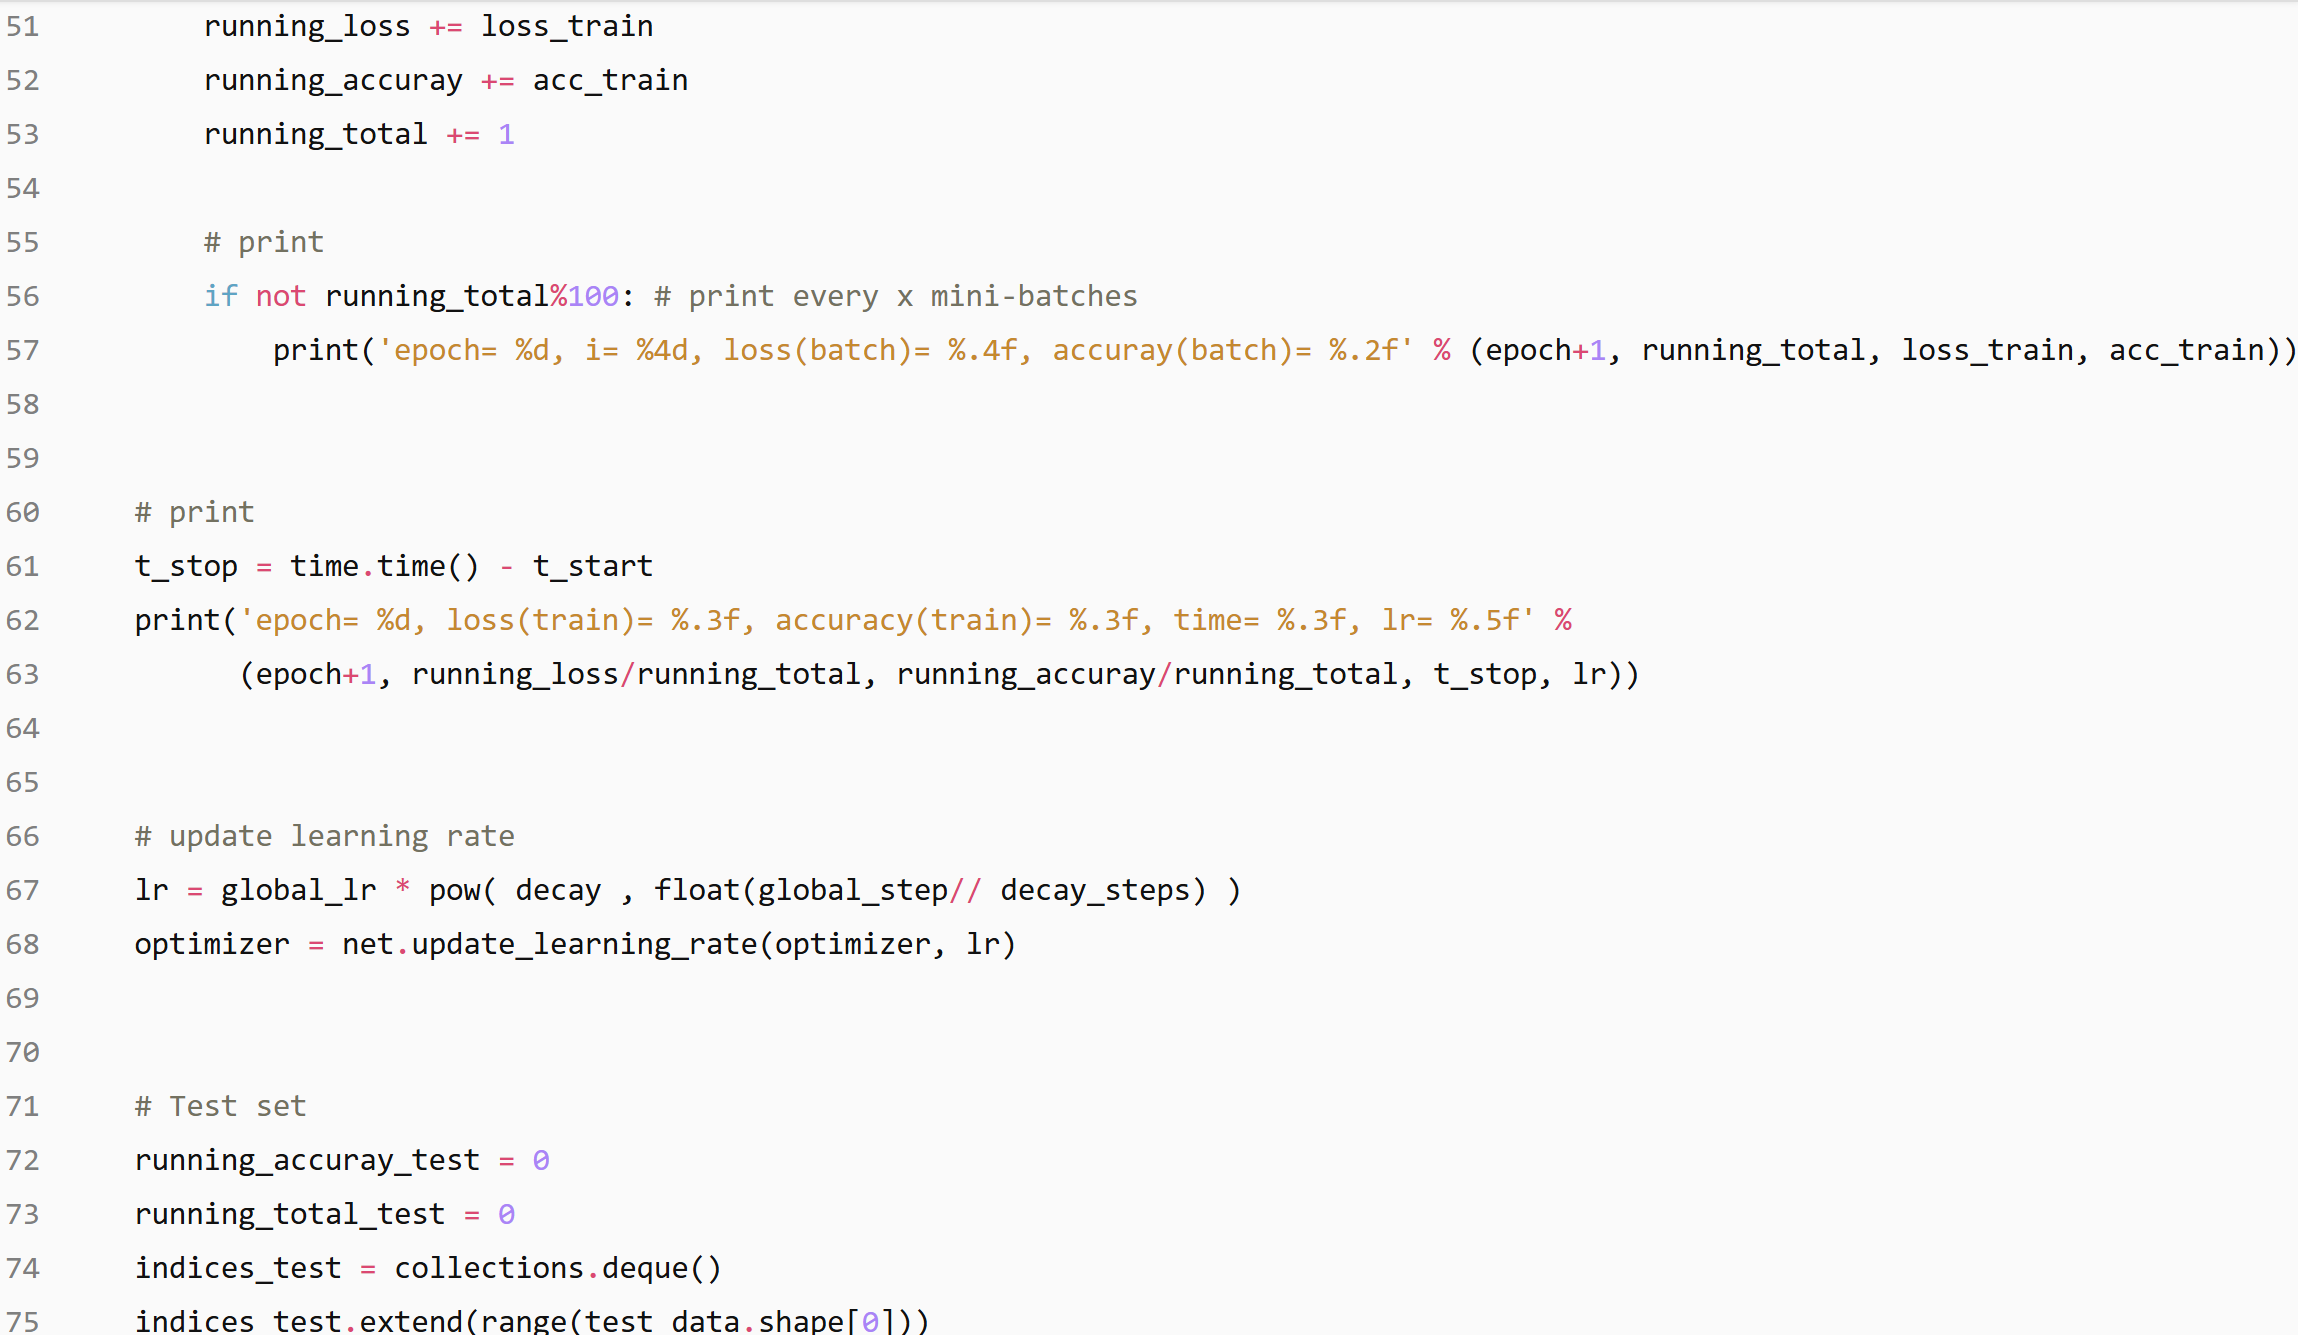 51 running_loss += loss_train
52 running_accuray += acc_train
53 running_total += 1
54
55 # print
56 if not running_total%100: # print every x mini-batches
57 print('epoch= %d, i= %4d, loss(batch)= %.4f, accuray(batch)= %.2f' % (epoch+1, running_total, loss_train, acc_train))
58
59
60 # print
61 t_stop = time.time() - t_start
62 print('epoch= %d, loss(train)= %.3f, accuracy(train)= %.3f, time= %.3f, lr= %.5f' %
63 (epoch+1, running_loss/running_total, running_accuray/running_total, t_stop, lr))
64
65
66 # update learning rate
67 lr = global_lr * pow( decay , float(global_step// decay_steps) )
68 optimizer = net.update_learning_rate(optimizer, lr)
69
70
71 # Test set
72 running_accuray_test = 0
73 running_total_test = 0
74 indices_test = collections.deque()
75 indices_test.extend(range(test_data.shape[0]))